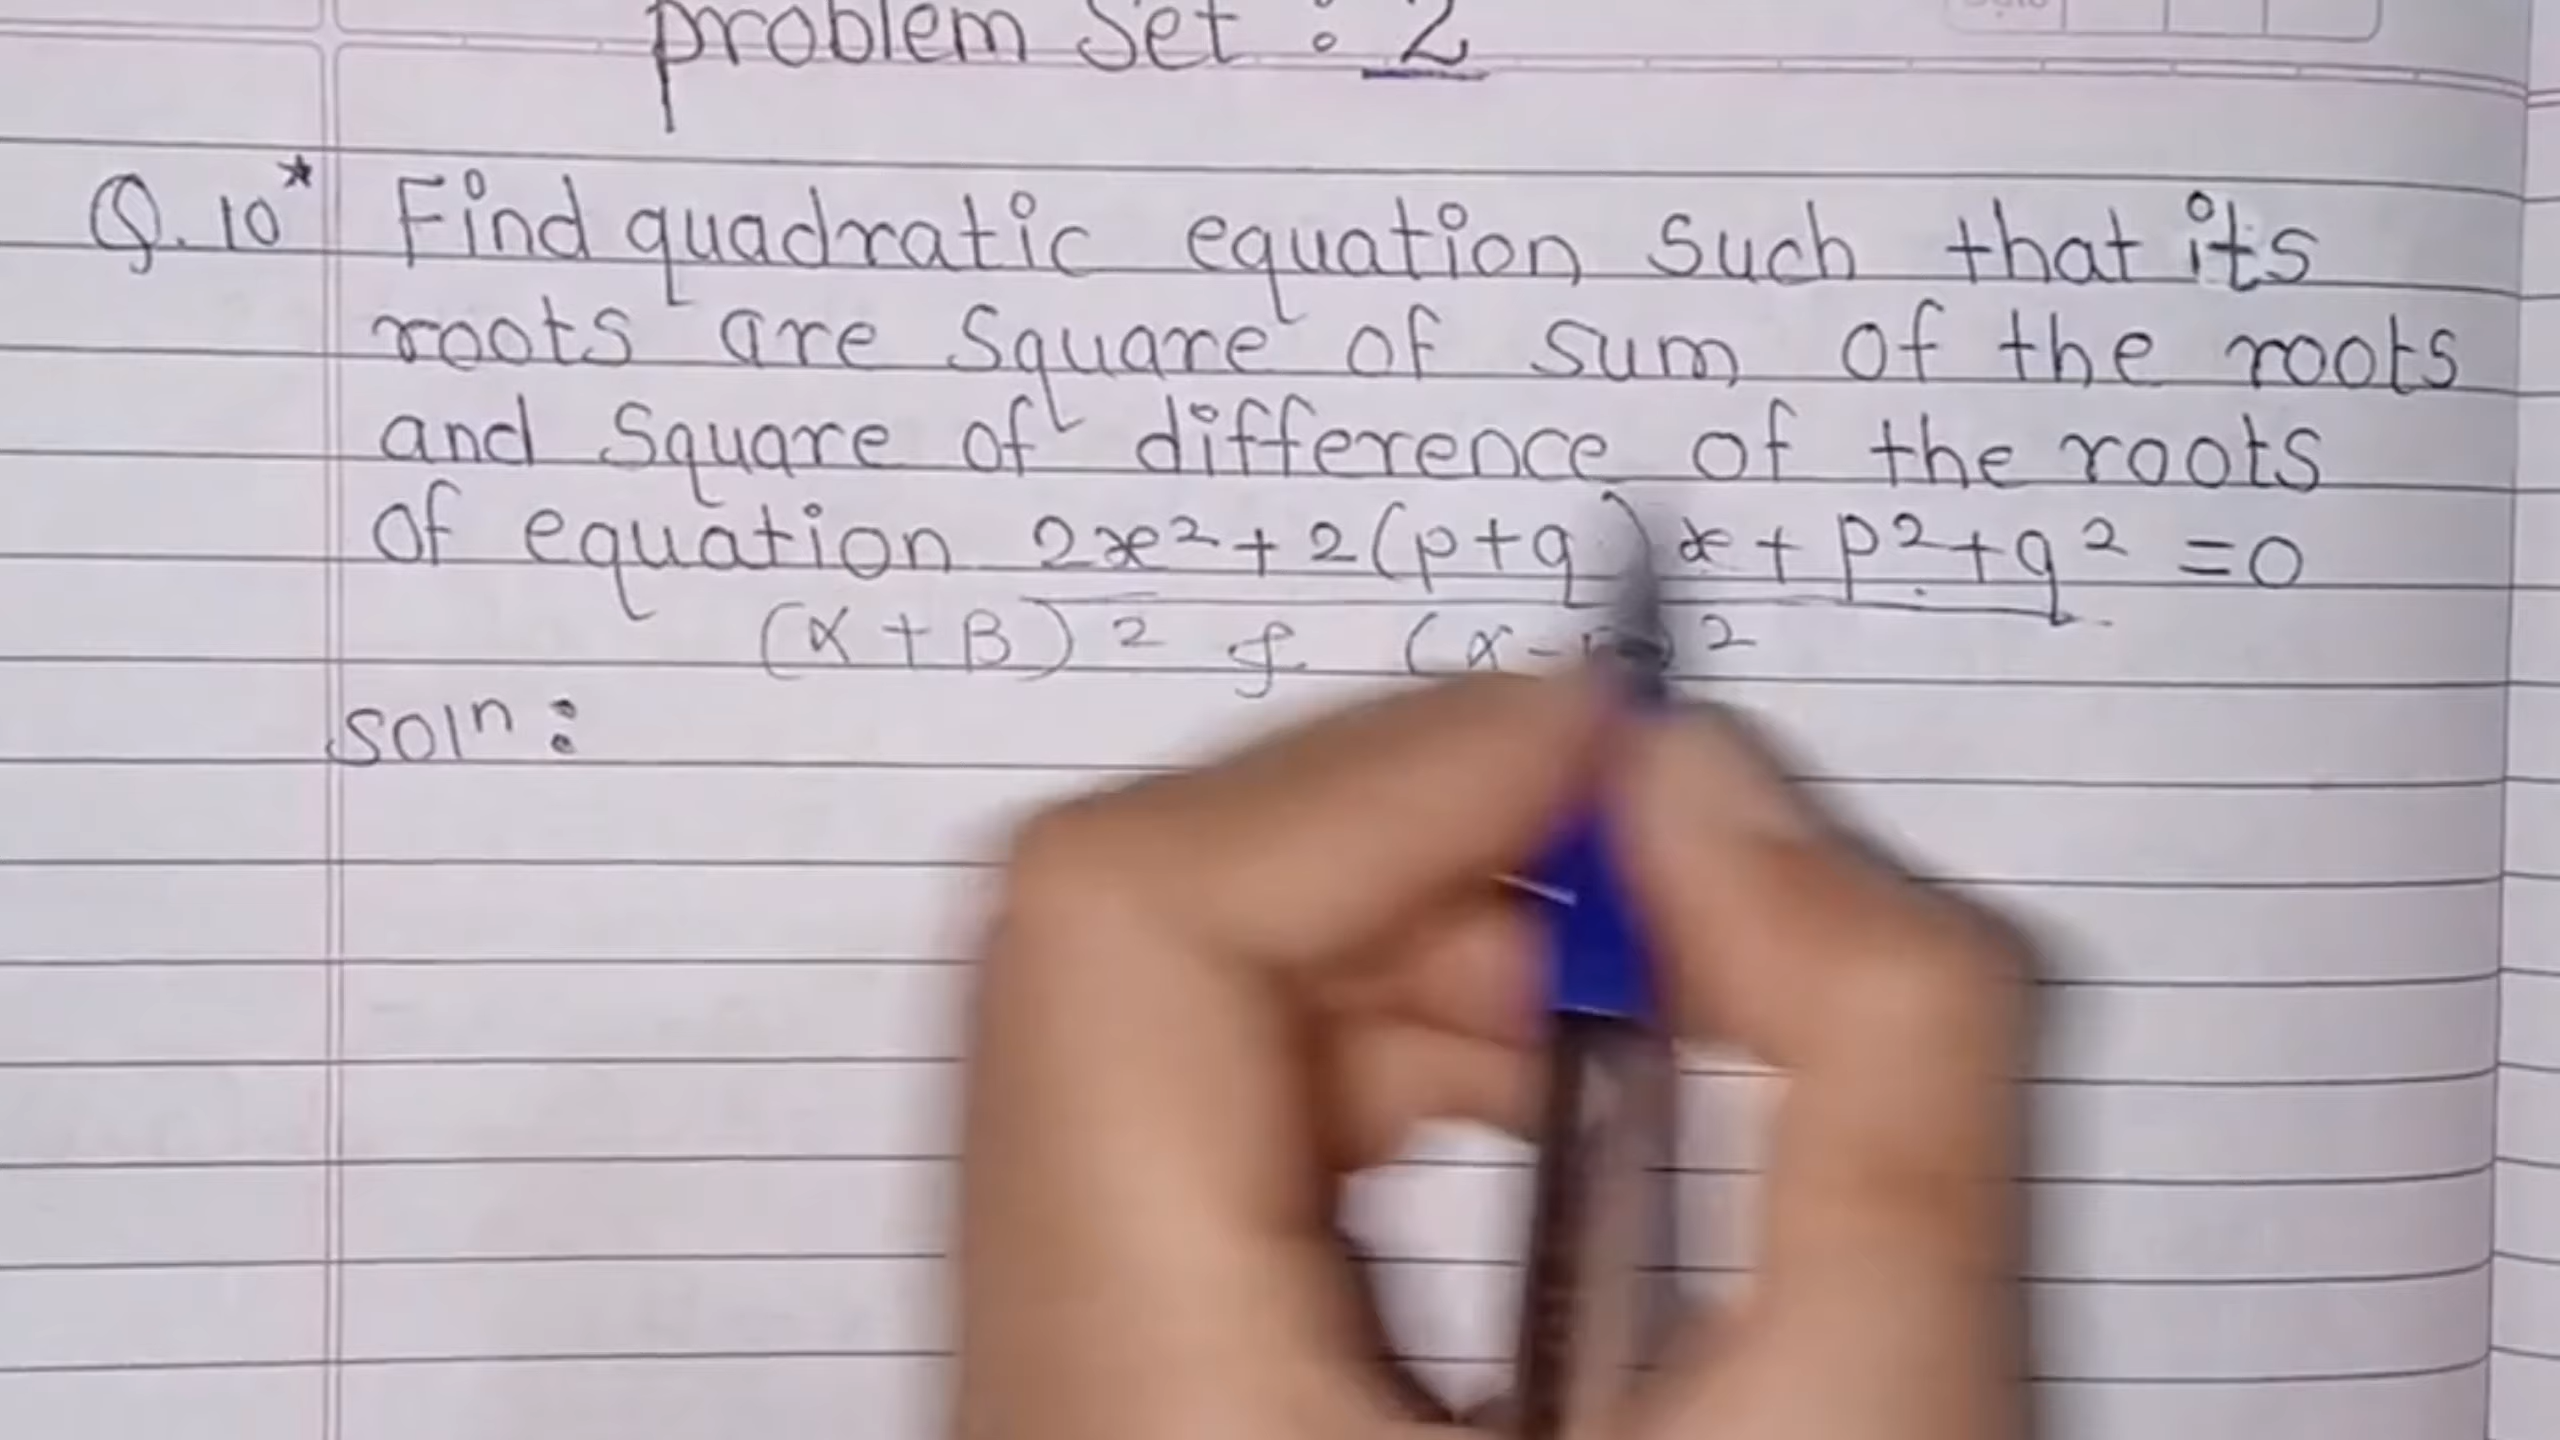 problem Set : 2
Q.10* Find quadratic equation such that its
roots are Square of sum of the roots
and Square of difference of the roots
of equation 2x²+2(p+q)x+p²+q²=0
(α+β)² & (α-
soln: